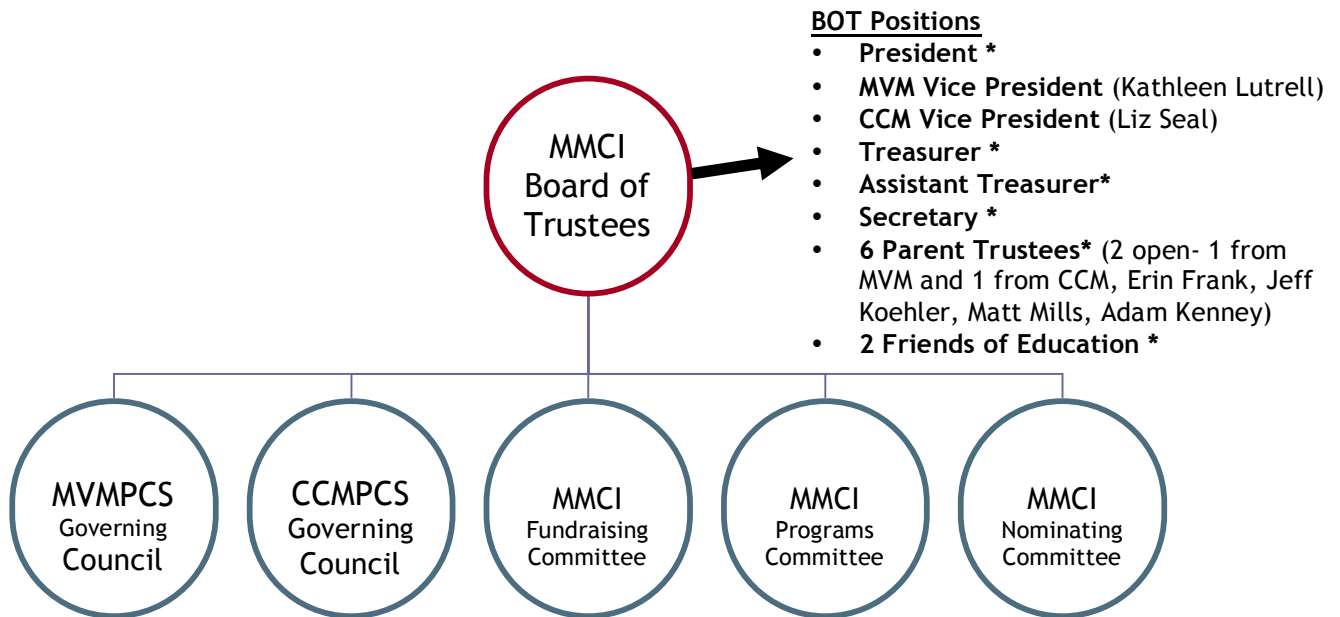 BOT Positions
• President *
• MVM Vice President (Kathleen Lutrell)
• CCM Vice President (Liz Seal)
• Treasurer *
• Assistant Treasurer*
• Secretary *
• 6 Parent Trustees* (2 open- 1 from
MVM and 1 from CCM, Erin Frank, Jeff
Koehler, Matt Mills, Adam Kenney)
• 2 Friends of Education *
MMCI
Board of
Trustees
MVMPCS
Governing
Council
CCMPCS
Governing
Council
MMCI
Fundraising
Committee
MMCI
Programs
Committee
MMCI
Nominating
Committee